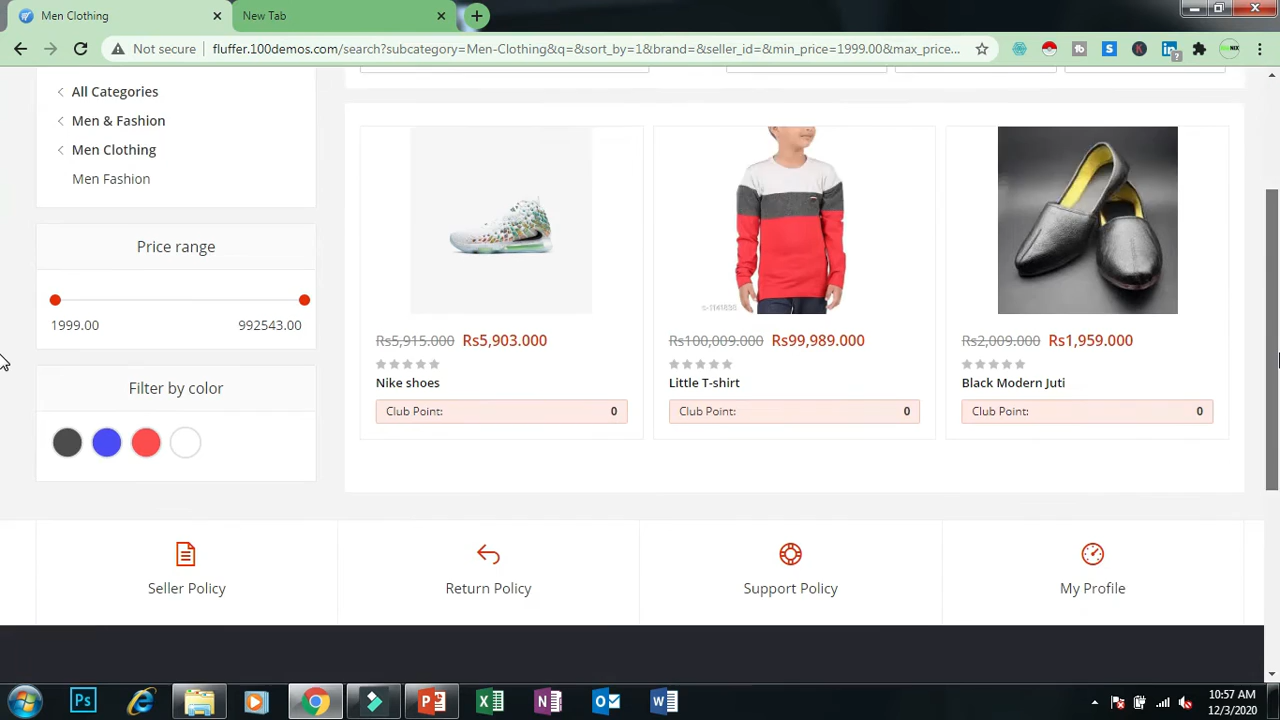 Men Clothing
New Tab
Not secure
fluffer.100demos.com/search?subcategory=Men-Clothing&q=&sort_by=1&brand=&seller_id=&min_price=1999.00&max_price...
All Categories
Men & Fashion
Men Clothing
Men Fashion
Price range
1999.00
992543.00
Filter by color
Rs5,915.000 Rs5,903.000
Nike shoes
Club Point: 0
Rs100,009.000 Rs99,989.000
Little T-shirt
Club Point: 0
Rs2,009.000 Rs1,959.000
Black Modern Juti
Club Point: 0
Seller Policy
Return Policy
Support Policy
My Profile
Ps
10:57 AM
12/3/2020